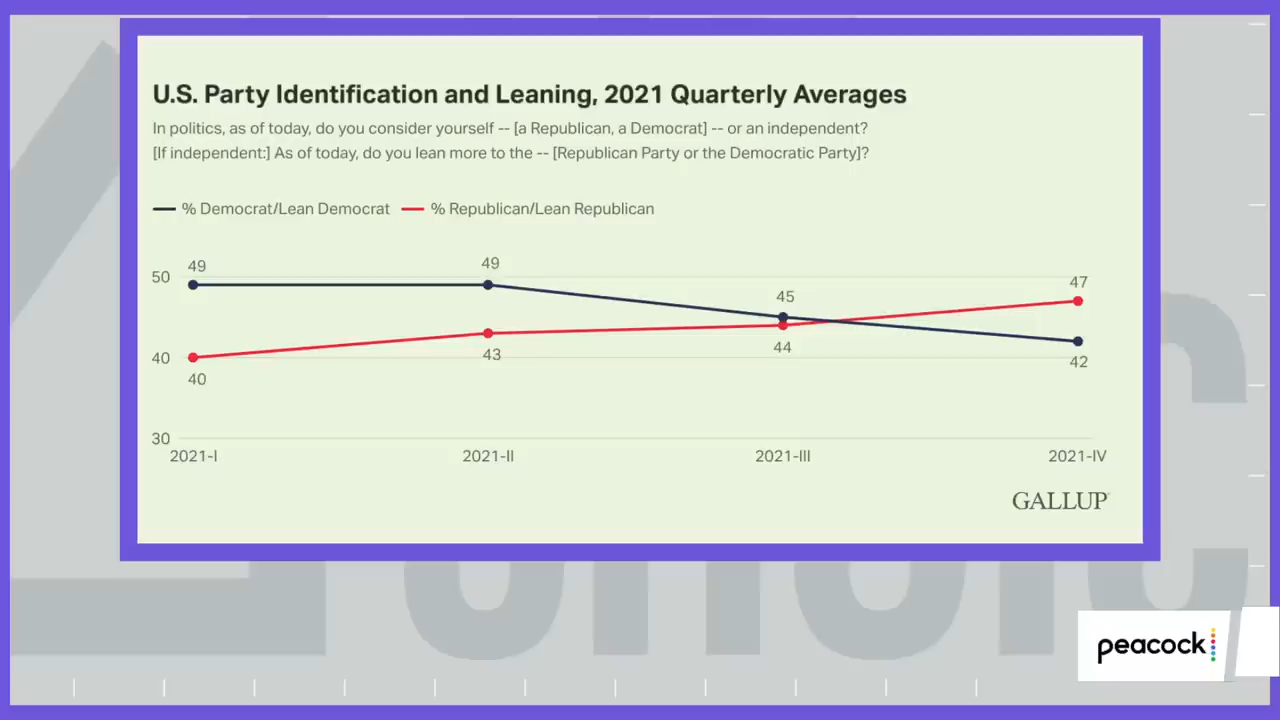 U.S. Party Identification and Leaning, 2021 Quarterly Averages
In politics, as of today, do you consider yourself -- [a Republican, a Democrat] -- or an independent?
[If independent:] As of today, do you lean more to the -- [Republican Party or the Democratic Party]?
% Democrat/Lean Democrat % Republican/Lean Republican
49 49 45 47
50
43 44 42
40
40
30
2021-I 2021-II 2021-III 2021-IV
GALLUP
peacock